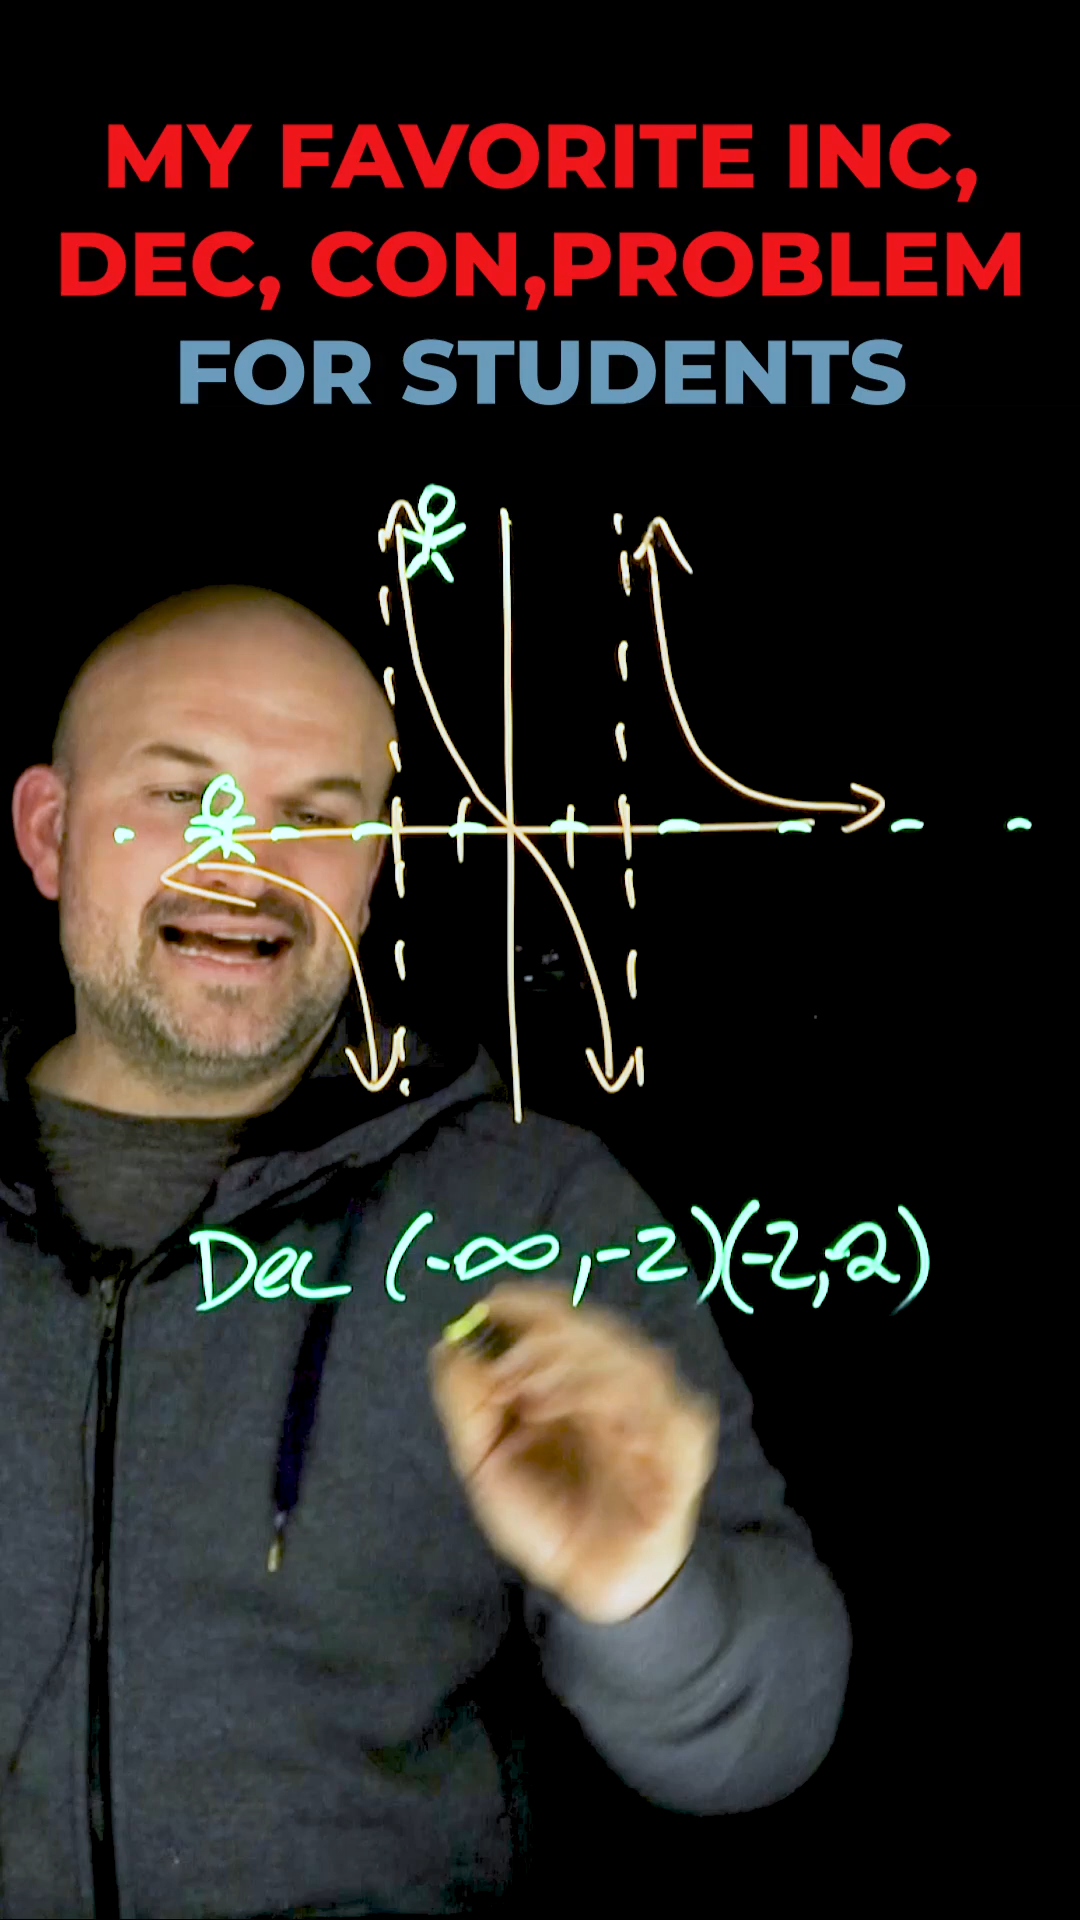 MY FAVORITE INC,
DEC, CON,PROBLEM
FOR STUDENTS
Dec (-∞,-2)(-2,2)